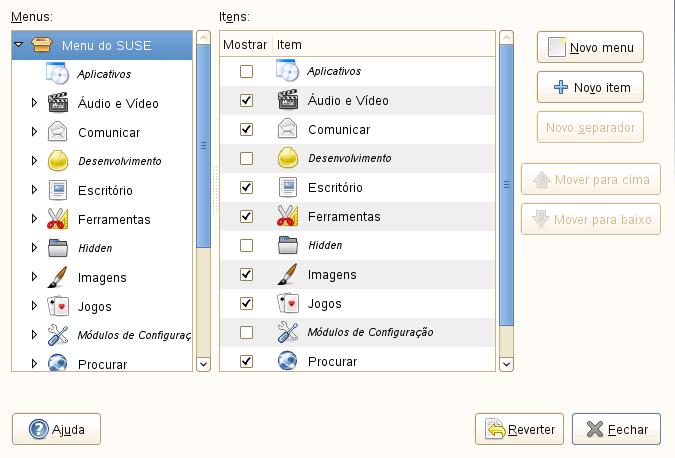 Menus:
Menu do SUSE
Aplicativos
Áudio e Vídeo
Comunicar
Desenvolvimento
Escritório
Ferramentas
Hidden
Imagens
Jogos
Módulos de Configuraç
Procurar
Itens:
Mostrar Item
Aplicativos
Áudio e Vídeo
Comunicar
Desenvolvimento
Escritório
Ferramentas
Hidden
Imagens
Jogos
Módulos de Configuração
Procurar
Novo menu
Novo item
Novo separador
Mover para cima
Mover para baixo
Ajuda
Reverter
Fechar